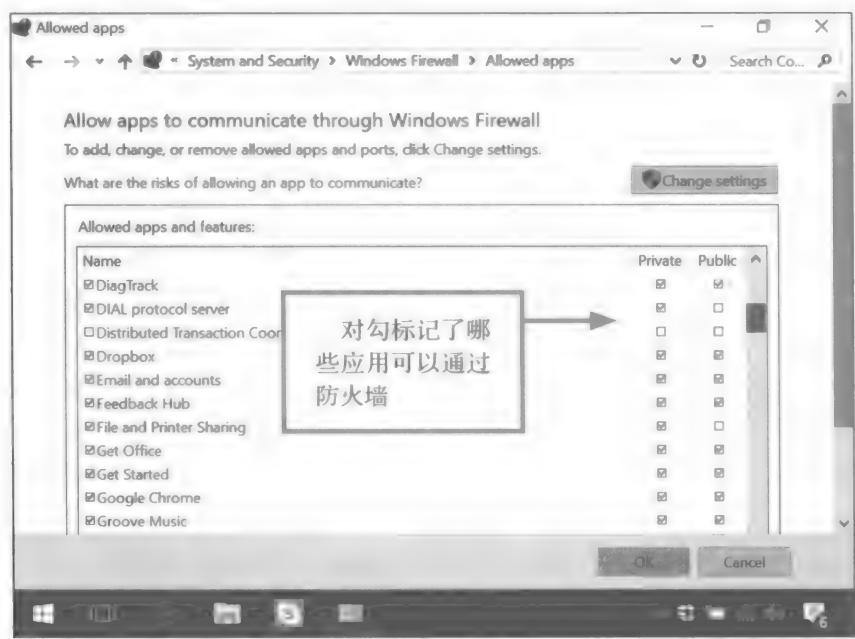 Allowed apps
« System and Security > Windows Firewall > Allowed apps Search Co...
Allow apps to communicate through Windows Firewall
To add, change, or remove allowed apps and ports, click Change settings.
What are the risks of allowing an app to communicate?
Change settings
Allowed apps and features:
Name Private Public
DiagTrack
DIAL protocol server
Distributed Transaction Coor
Dropbox
Email and accounts
Feedback Hub
File and Printer Sharing
Get Office
Get Started
Google Chrome
Groove Music
对勾标记了哪
些应用可以通过
防火墙
OK Cancel
6